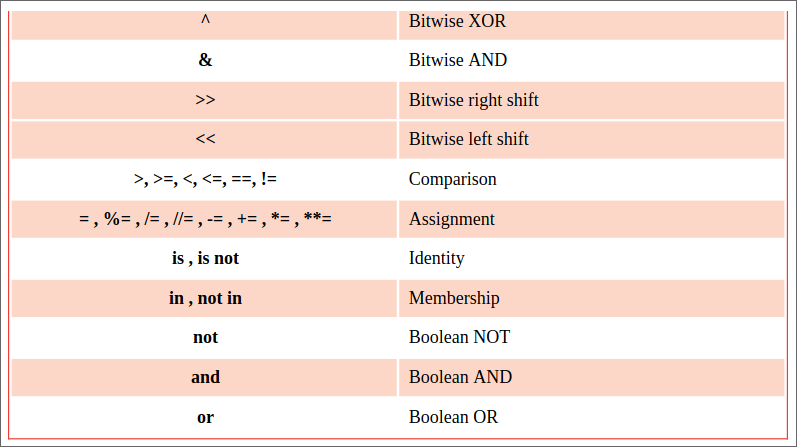 ^ Bitwise XOR
& Bitwise AND
>> Bitwise right shift
<< Bitwise left shift
>, >=, <, <=, ==, != Comparison
= , %= , /= , //= , -= , += , *= , **= Assignment
is , is not Identity
in , not in Membership
not Boolean NOT
and Boolean AND
or Boolean OR